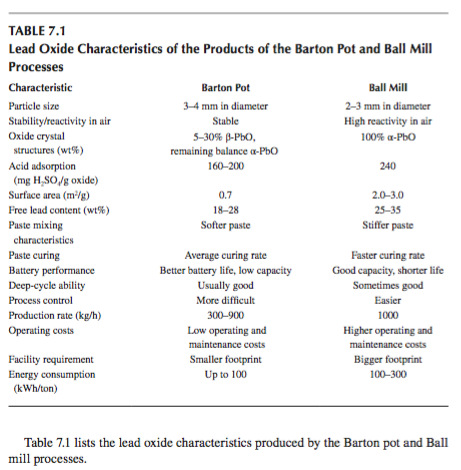 TABLE 7.1
Lead Oxide Characteristics of the Products of the Barton Pot and Ball Mill
Processes
Characteristic Barton Pot Ball Mill
Particle size 3–4 mm in diameter 2–3 mm in diameter
Stability/reactivity in air Stable High reactivity in air
Oxide crystal 5–30% β-PbO, 100% α-PbO
structures (wt%) remaining balance α-PbO
Acid adsorption 160–200 240
(mg H₂SO₄/g oxide)
Surface area (m²/g) 0.7 2.0–3.0
Free lead content (wt%) 18–28 25–35
Paste mixing Softer paste Stiffer paste
characteristics
Paste curing Average curing rate Faster curing rate
Battery performance Better battery life, low capacity Good capacity, shorter life
Deep-cycle ability Usually good Sometimes good
Process control More difficult Easier
Production rate (kg/h) 300–900 1000
Operating costs Low operating and Higher operating and
maintenance costs maintenance costs
Facility requirement Smaller footprint Bigger footprint
Energy consumption Up to 100 100–300
(kWh/ton)
Table 7.1 lists the lead oxide characteristics produced by the Barton pot and Ball
mill processes.